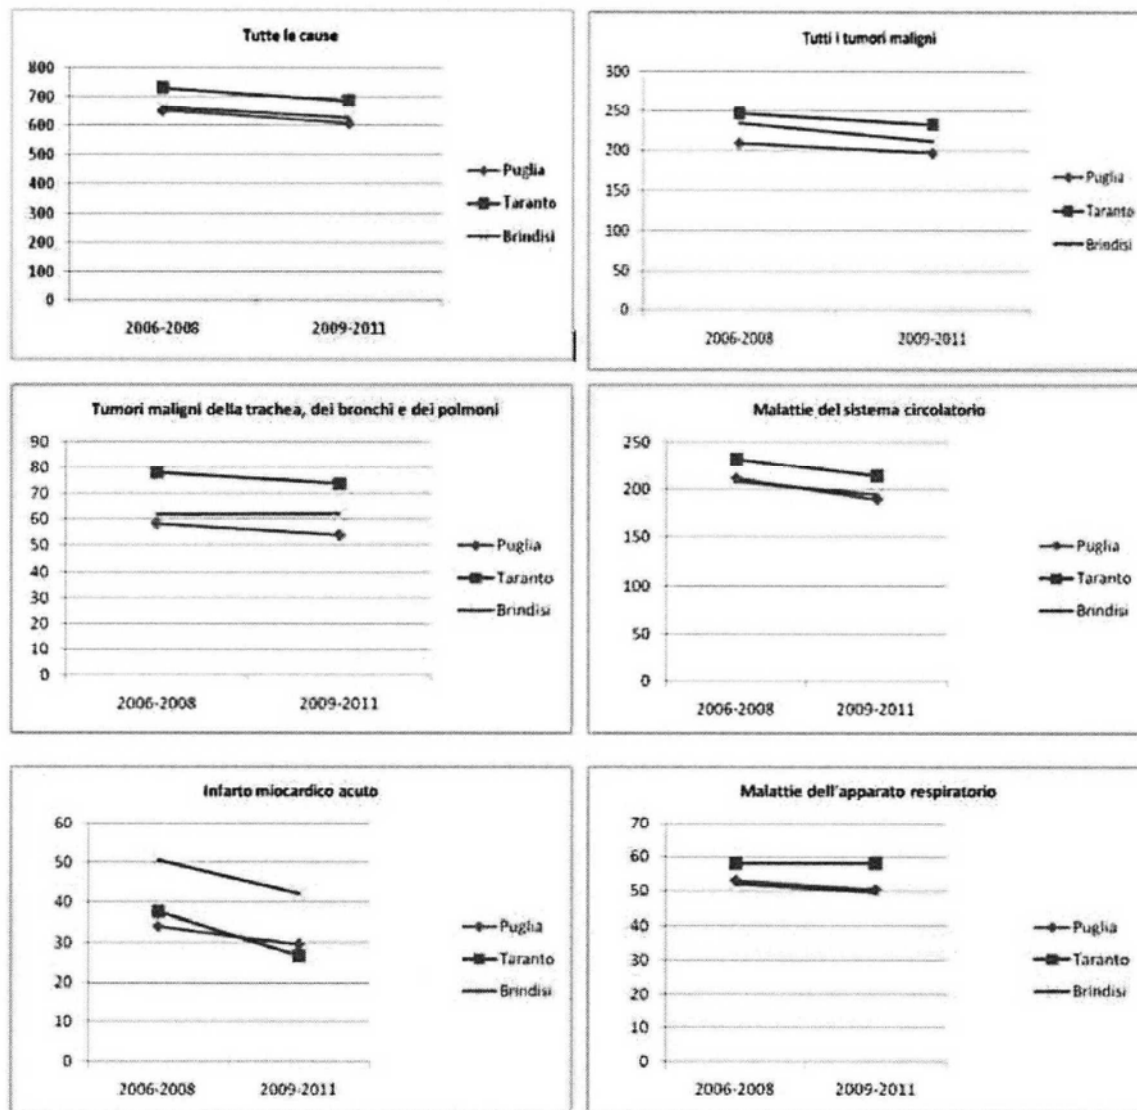 Tutte le cause
800
700
600
500
400
300
200
100
0
2006-2008 2009-2011
Puglia
Taranto
Brindisi
Tutti i tumori maligni
300
250
200
150
100
50
0
2006-2008 2009-2011
Puglia
Taranto
Brindisi
Tumori maligni della trachea, dei bronchi e dei polmoni
90
80
70
60
50
40
30
20
10
0
2006-2008 2009-2011
Puglia
Taranto
Brindisi
Malattie del sistema circolatorio
250
200
150
100
50
0
2006-2008 2009-2011
Puglia
Taranto
Brindisi
Infarto miocardico acuto
60
50
40
30
20
10
0
2006-2008 2009-2011
Puglia
Taranto
Brindisi
Malattie dell'apparato respiratorio
70
60
50
40
30
20
10
0
2006-2008 2009-2011
Puglia
Taranto
Brindisi